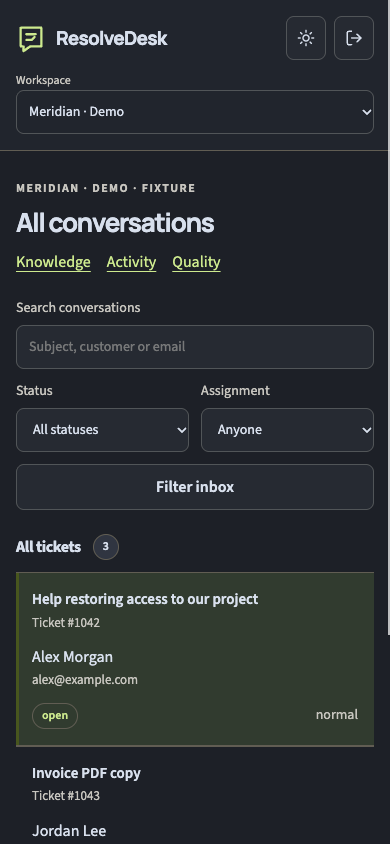 ResolveDesk
Workspace
Meridian · Demo
MERIDIAN · DEMO · FIXTURE
All conversations
Knowledge Activity Quality
Search conversations
Subject, customer or email
Status Assignment
All statuses Anyone
Filter inbox
All tickets 3
Help restoring access to our project
Ticket #1042
Alex Morgan
alex@example.com
open normal
Invoice PDF copy
Ticket #1043
Jordan Lee